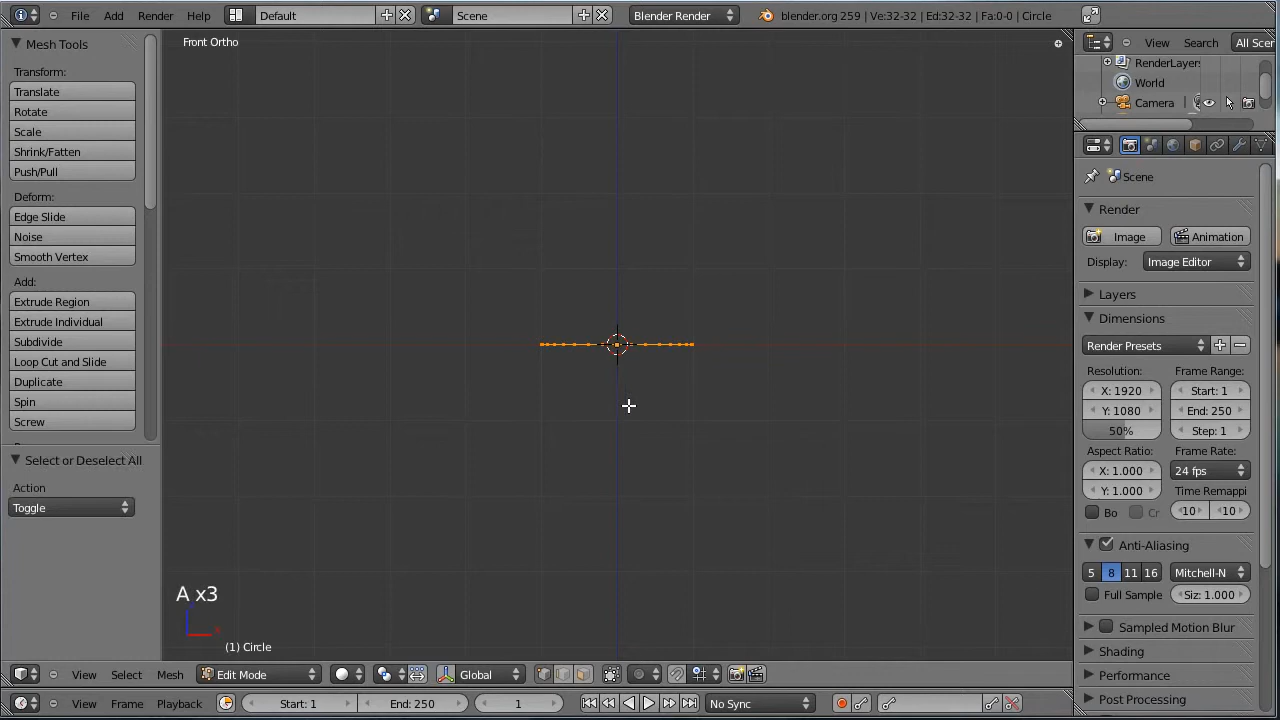 File Add Render Help Default Scene Blender Render blender.org 259 | Ve:32-32 | Ed:32-32 | Fa:0-0 | Circle
Mesh Tools
Transform:
Translate
Rotate
Scale
Shrink/Fatten
Push/Pull
Deform:
Edge Slide
Noise
Smooth Vertex
Add:
Extrude Region
Extrude Individual
Subdivide
Loop Cut and Slide
Duplicate
Spin
Screw
Select or Deselect All
Action
Toggle
Front Ortho
A x3
(1) Circle
View Select Mesh Edit Mode Global
View Frame Playback Start: 1 End: 250 1 No Sync
View Search All Scer
RenderLayers
World
Camera
Scene
Render
Image Animation
Display: Image Editor
Layers
Dimensions
Render Presets
Resolution: Frame Range:
X: 1920 Start: 1
Y: 1080 End: 250
50% Step: 1
Aspect Ratio: Frame Rate:
X: 1.000 24 fps
Y: 1.000 Time Remappi
Bo Cr 10 10
Anti-Aliasing
5 8 11 16 Mitchell-N
Full Sample Siz: 1.000
Sampled Motion Blur
Shading
Performance
Post Processing